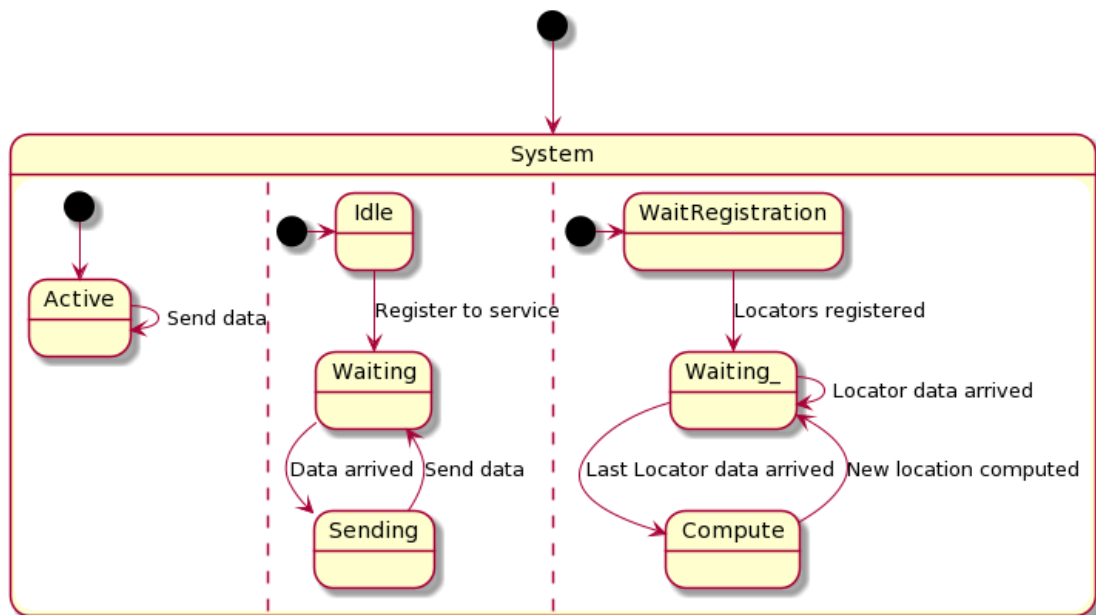 System
Active
Send data
Idle
Register to service
Waiting
Data arrived
Send data
Sending
WaitRegistration
Locators registered
Waiting_
Locator data arrived
Last Locator data arrived
New location computed
Compute